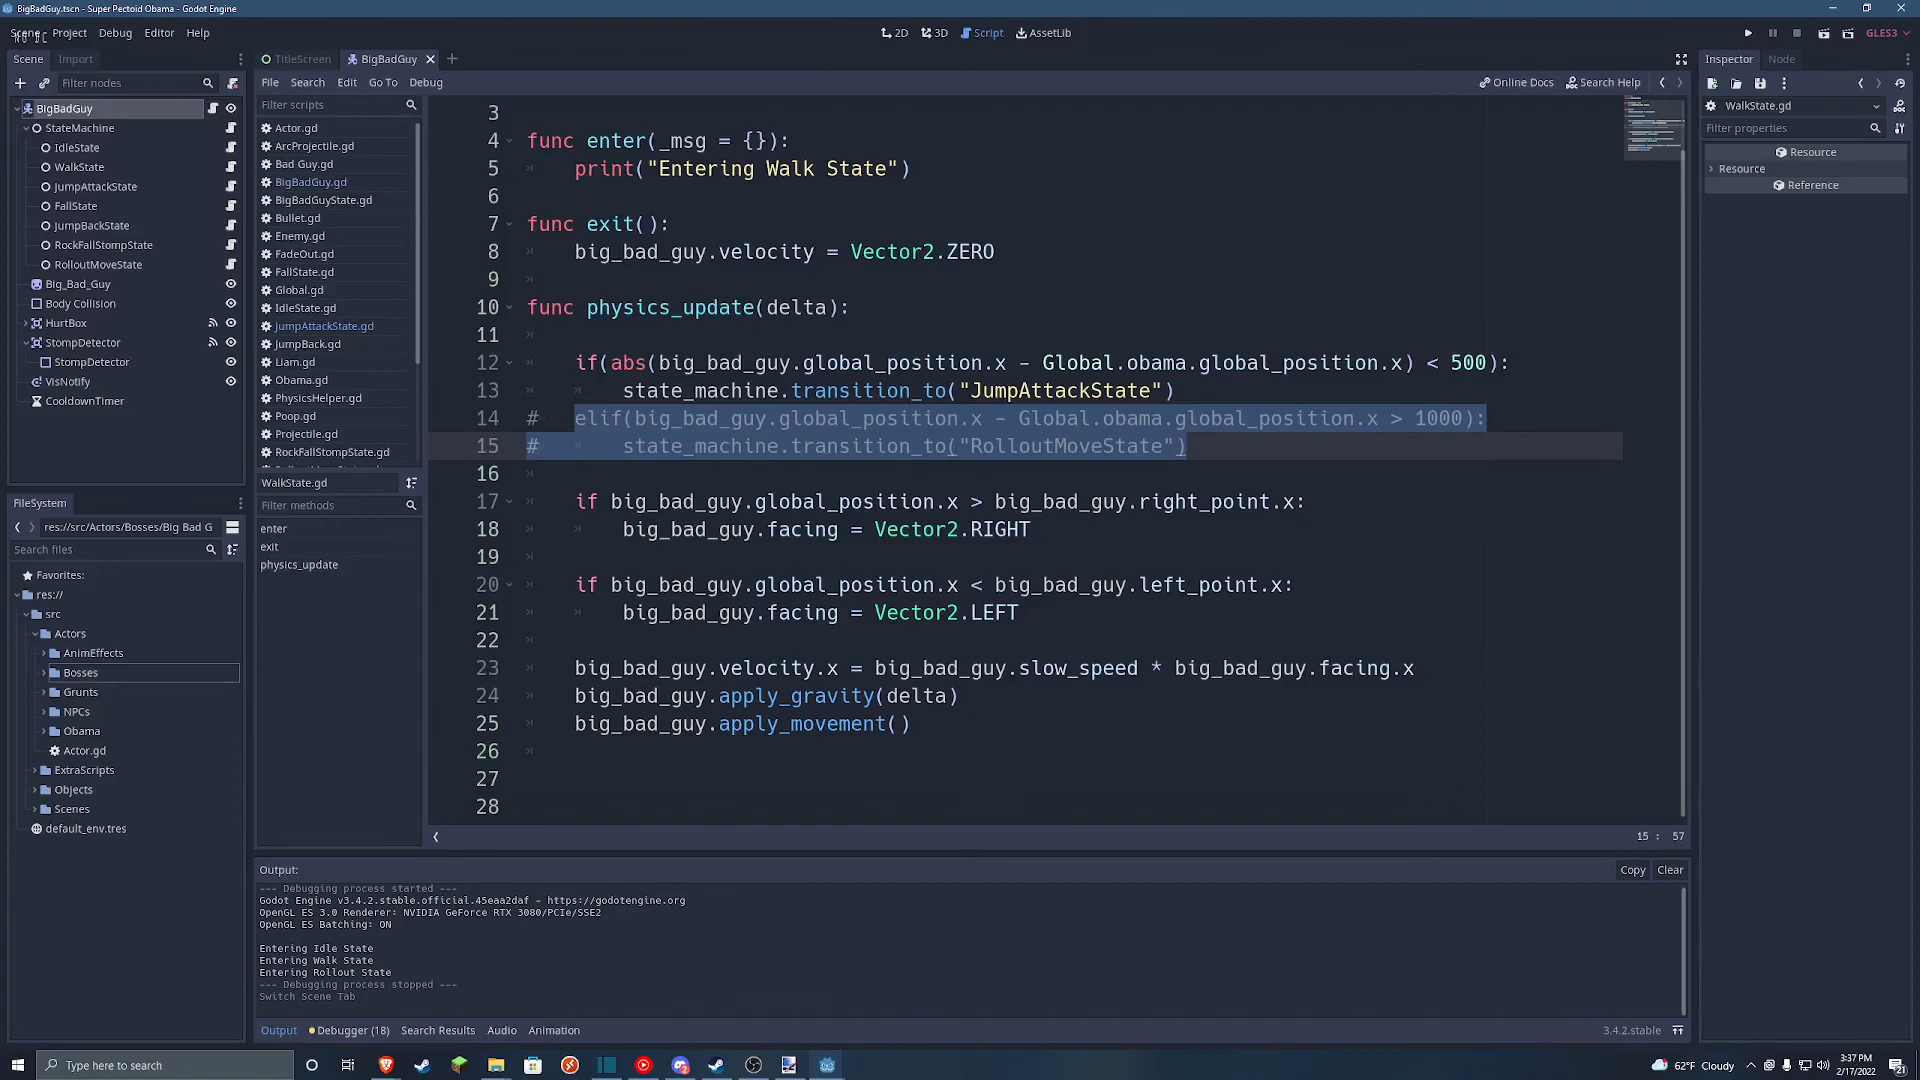 BigBadGuy.tscn - Super Pectoid Obama - Godot Engine
Scene Project Debug Editor Help
2D 3D Script AssetLib
GLES3
Scene Import
Filter nodes
BigBadGuy
StateMachine
IdleState
WalkState
JumpAttackState
FallState
JumpBackState
RockFallStompState
RolloutMoveState
Big_Bad_Guy
Body Collision
HurtBox
StompDetector
StompDetector
VisNotify
CooldownTimer
FileSystem
res://src/Actors/Bosses/Big Bad G
Search files
Favorites:
res://
src
Actors
AnimEffects
Bosses
Grunts
NPCs
Obama
Actor.gd
ExtraScripts
Objects
Scenes
default_env.tres
TitleScreen BigBadGuy
File Search Edit Go To Debug
Online Docs Search Help
Filter scripts
Actor.gd
ArcProjectile.gd
Bad Guy.gd
BigBadGuy.gd
BigBadGuyState.gd
Bullet.gd
Enemy.gd
FadeOut.gd
FallState.gd
Global.gd
IdleState.gd
JumpAttackState.gd
JumpBack.gd
Liam.gd
Obama.gd
PhysicsHelper.gd
Poop.gd
Projectile.gd
RockFallStompState.gd
WalkState.gd
Filter methods
enter
exit
physics_update
3
4 func enter(_msg = {}):
5 print("Entering Walk State")
6
7 func exit():
8 big_bad_guy.velocity = Vector2.ZERO
9
10 func physics_update(delta):
11
12 if(abs(big_bad_guy.global_position.x - Global.obama.global_position.x) < 500):
13 state_machine.transition_to("JumpAttackState")
14 # elif(big_bad_guy.global_position.x - Global.obama.global_position.x > 1000):
15 # state_machine.transition_to("RolloutMoveState")
16
17 if big_bad_guy.global_position.x > big_bad_guy.right_point.x:
18 big_bad_guy.facing = Vector2.RIGHT
19
20 if big_bad_guy.global_position.x < big_bad_guy.left_point.x:
21 big_bad_guy.facing = Vector2.LEFT
22
23 big_bad_guy.velocity.x = big_bad_guy.slow_speed * big_bad_guy.facing.x
24 big_bad_guy.apply_gravity(delta)
25 big_bad_guy.apply_movement()
26
27
28
15 : 57
Output:
Copy Clear
--- Debugging process started ---
Godot Engine v3.4.2.stable.official.45eaa2daf - https://godotengine.org
OpenGL ES 3.0 Renderer: NVIDIA GeForce RTX 3080/PCIe/SSE2
OpenGL ES Batching: ON
Entering Idle State
Entering Walk State
Entering Rollout State
--- Debugging process stopped ---
Switch Scene Tab
Output Debugger (18) Search Results Audio Animation
3.4.2.stable
Inspector Node
WalkState.gd
Filter properties
Resource
Resource
Reference
Type here to search
62°F Cloudy
3:37 PM
2/17/2022
21